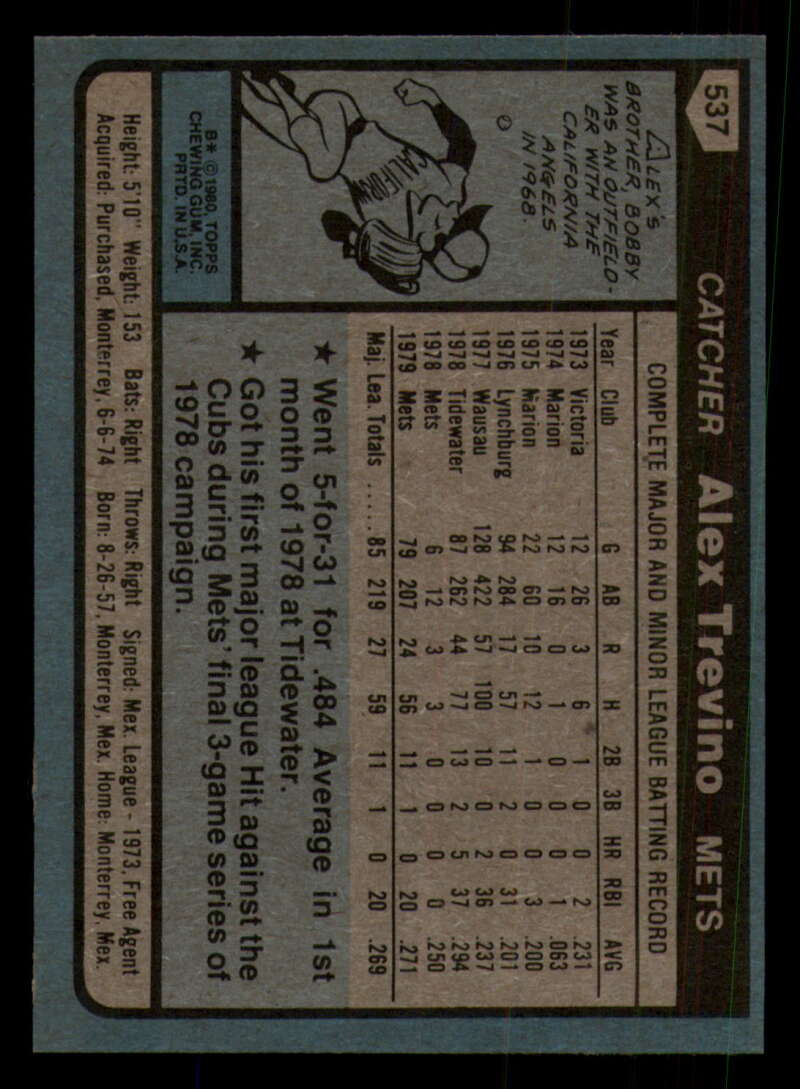 537
CATCHER Alex Trevino METS
ALEX'S
BROTHER, BOBBY
WAS AN OUTFIELD-
ER WITH THE
CALIFORNIA
ANGELS
IN 1968.
CALIFORNIA
B* © 1980, TOPPS
CHEWING GUM, INC.
PRTD. IN U.S.A.
COMPLETE MAJOR AND MINOR LEAGUE BATTING RECORD
Year Club G AB R H 2B 3B HR RBI AVG
1973 Victoria 12 26 3 6 1 0 0 2 .231
1974 Marion 12 16 0 1 0 0 0 1 .063
1975 Marion 22 60 10 12 1 0 0 3 .200
1976 Lynchburg 94 284 17 57 11 2 0 31 .201
1977 Wausau 128 422 57 100 10 0 2 36 .237
1978 Tidewater 87 262 44 77 13 2 5 37 .294
1978 Mets 6 12 3 3 0 0 0 0 .250
1979 Mets 79 207 24 56 11 1 0 20 .271
Maj. Lea. Totals ...... 85 219 27 59 11 1 0 20 .269
★ Went 5-for-31 for .484 Average in 1st
month of 1978 at Tidewater.
★ Got his first major league Hit against the
Cubs during Mets' final 3-game series of
1978 campaign.
Height: 5'10" Weight: 153 Bats: Right Throws: Right Signed: Mex. League - 1973, Free Agent
Acquired: Purchased, Monterrey, 6-6-74 Born: 8-26-57, Monterrey, Mex. Home: Monterrey, Mex.